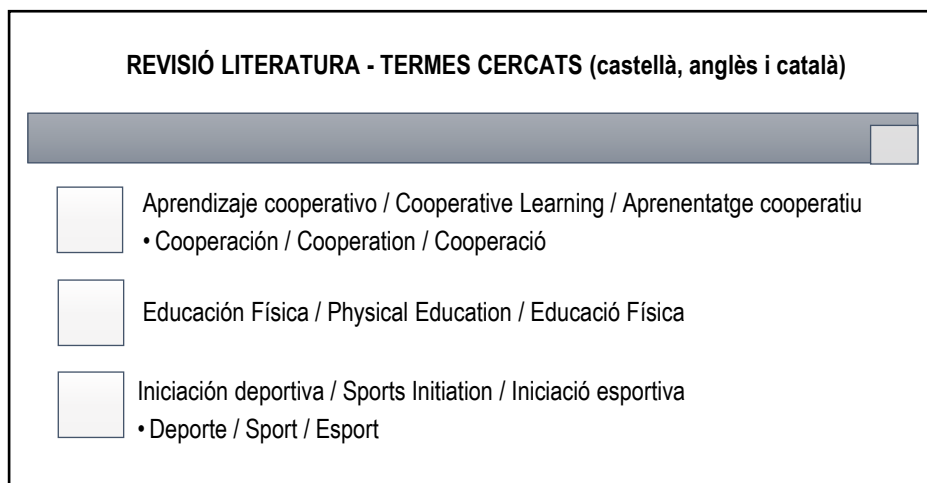 REVISIÓ LITERATURA - TERMES CERCATS (castellà, anglès i català)
Aprendizaje cooperativo / Cooperative Learning / Aprenentatge cooperatiu
• Cooperación / Cooperation / Cooperació
Educación Física / Physical Education / Educació Física
Iniciación deportiva / Sports Initiation / Iniciació esportiva
• Deporte / Sport / Esport